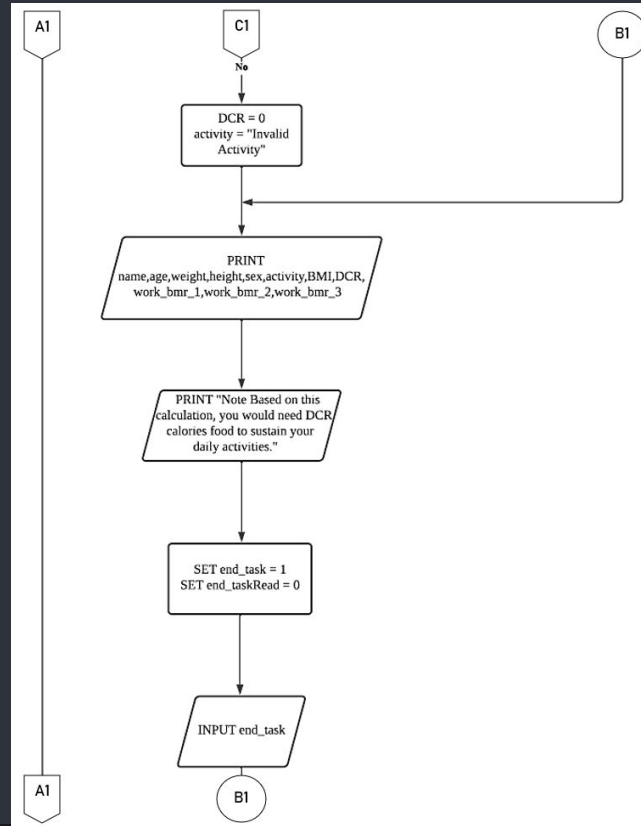 A1
C1
B1
No
DCR = 0
activity = "Invalid
Activity"
PRINT
name,age,weight,height,sex,activity,BMI,DCR,
work_bmr_1,work_bmr_2,work_bmr_3
PRINT "Note Based on this
calculation, you would need DCR
calories food to sustain your
daily activities."
SET end_task = 1
SET end_taskRead = 0
INPUT end_task
A1
B1